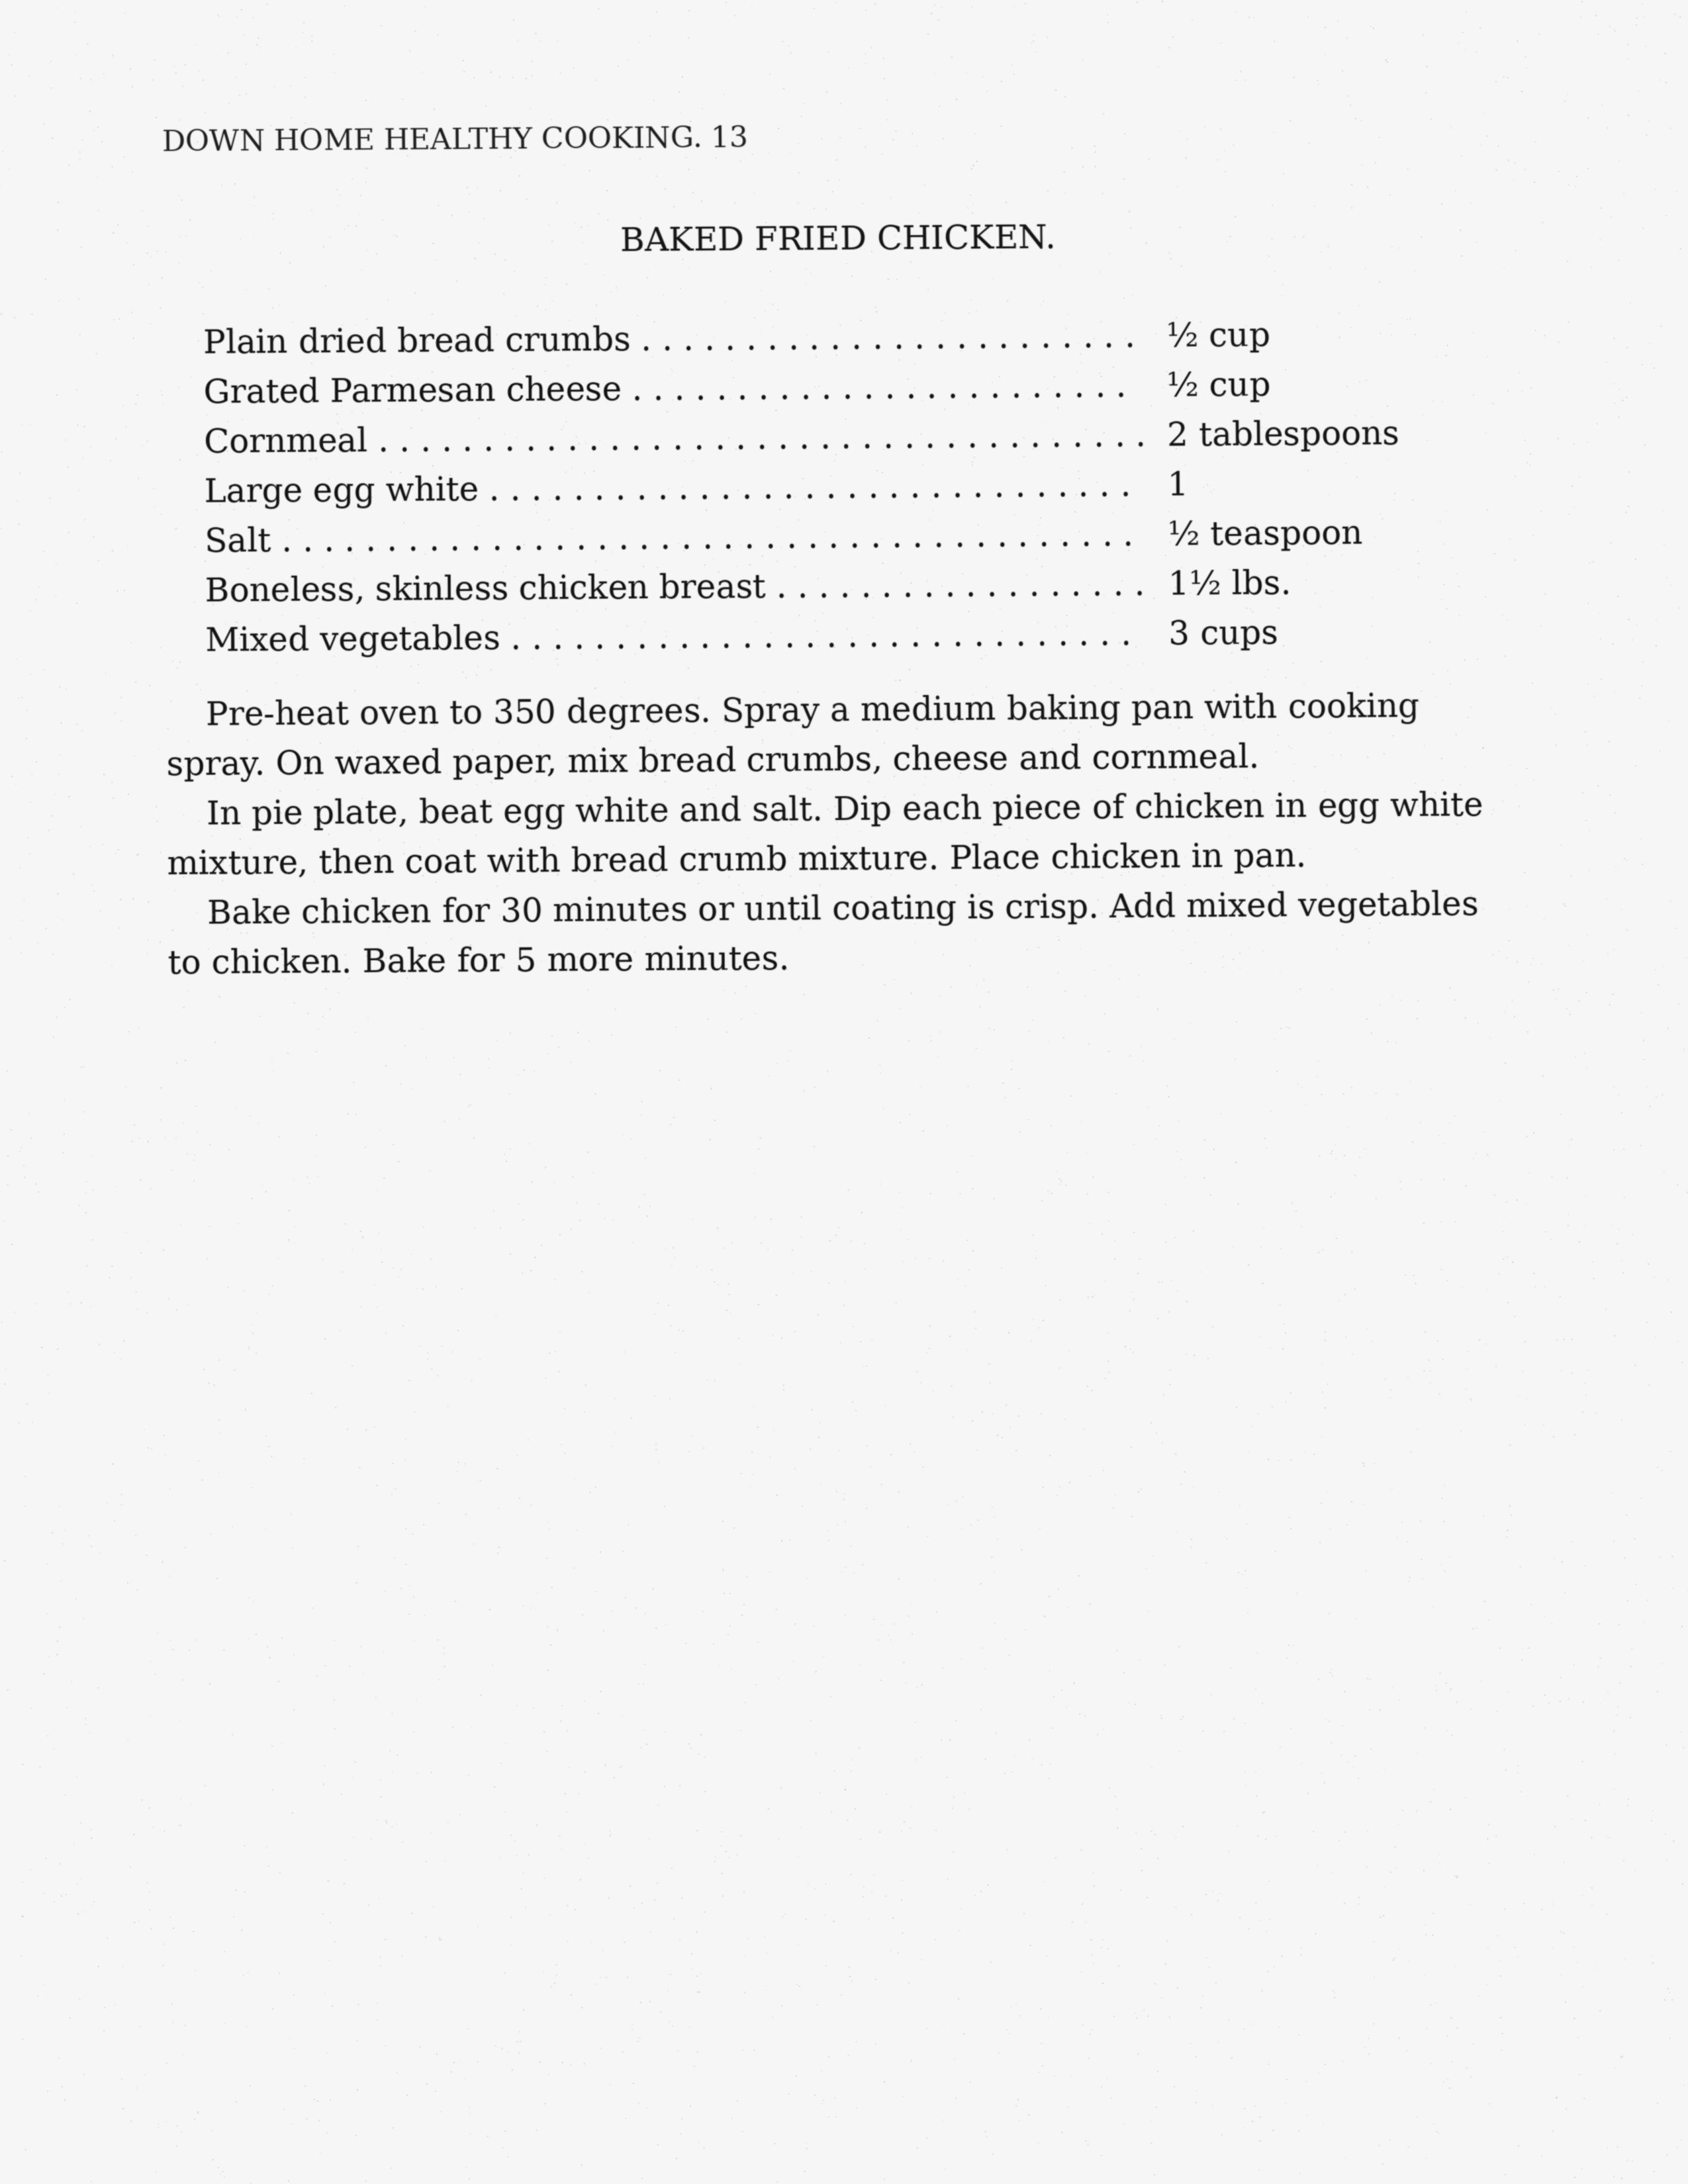 DOWN HOME HEALTHY COOKING. 13
BAKED FRIED CHICKEN.
Plain dried bread crumbs . . . . . . . . . . . . . . . . . . . . . . . . ½ cup
Grated Parmesan cheese . . . . . . . . . . . . . . . . . . . . . . . . ½ cup
Cornmeal . . . . . . . . . . . . . . . . . . . . . . . . . . . . . . . . . . . . . 2 tablespoons
Large egg white . . . . . . . . . . . . . . . . . . . . . . . . . . . . . . . 1
Salt . . . . . . . . . . . . . . . . . . . . . . . . . . . . . . . . . . . . . . . . . ½ teaspoon
Boneless, skinless chicken breast . . . . . . . . . . . . . . . . . . 1½ lbs.
Mixed vegetables . . . . . . . . . . . . . . . . . . . . . . . . . . . . . . 3 cups
Pre-heat oven to 350 degrees. Spray a medium baking pan with cooking
spray. On waxed paper, mix bread crumbs, cheese and cornmeal.
In pie plate, beat egg white and salt. Dip each piece of chicken in egg white
mixture, then coat with bread crumb mixture. Place chicken in pan.
Bake chicken for 30 minutes or until coating is crisp. Add mixed vegetables
to chicken. Bake for 5 more minutes.